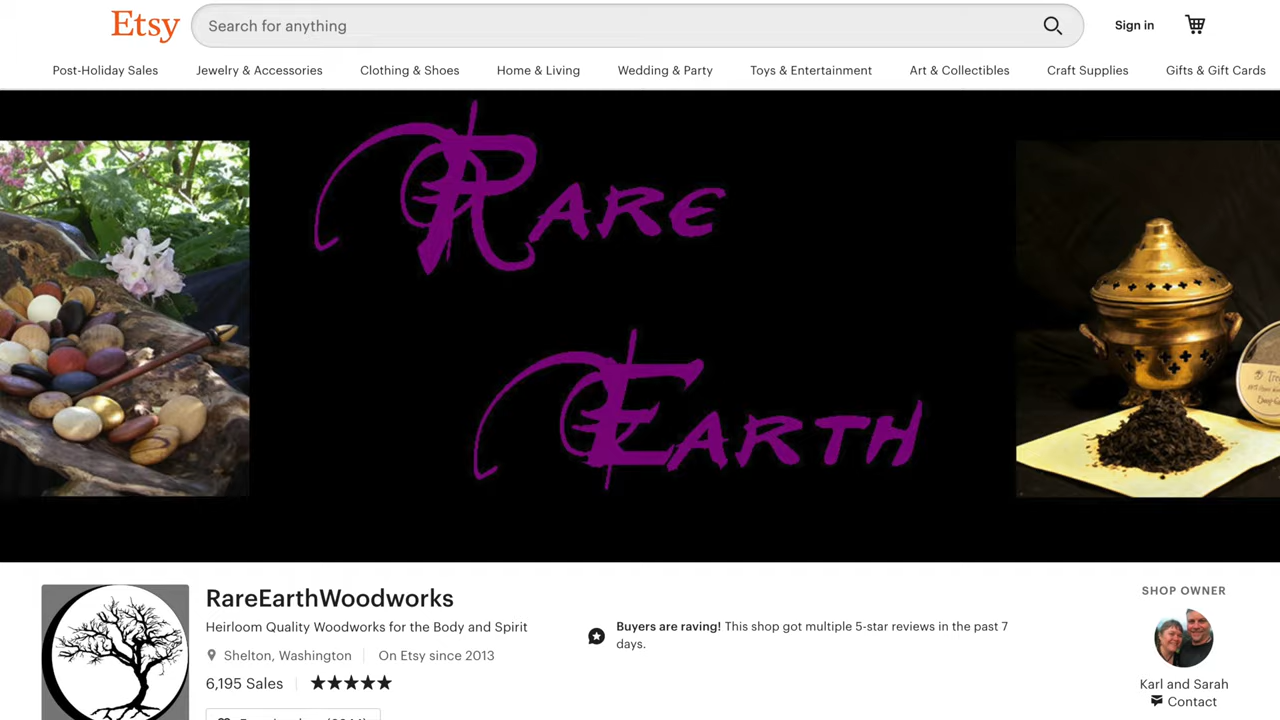 Etsy
Search for anything
Sign in
Post-Holiday Sales
Jewelry & Accessories
Clothing & Shoes
Home & Living
Wedding & Party
Toys & Entertainment
Art & Collectibles
Craft Supplies
Gifts & Gift Cards
Rare
Earth
RareEarthWoodworks
Heirloom Quality Woodworks for the Body and Spirit
Shelton, Washington
On Etsy since 2013
6,195 Sales
Buyers are raving! This shop got multiple 5-star reviews in the past 7
days.
SHOP OWNER
Karl and Sarah
Contact